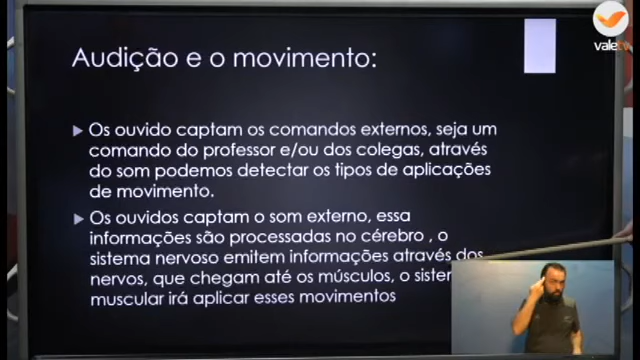 Audição e o movimento:
Os ouvido captam os comandos externos, seja um
comando do professor e/ou dos colegas, através
do som podemos detectar os tipos de aplicações
de movimento.
Os ouvidos captam o som externo, essa
informações são processadas no cérebro , o
sistema nervoso emitem informações através dos
nervos, que chegam até os músculos, o
muscular irá aplicar esses movimentos